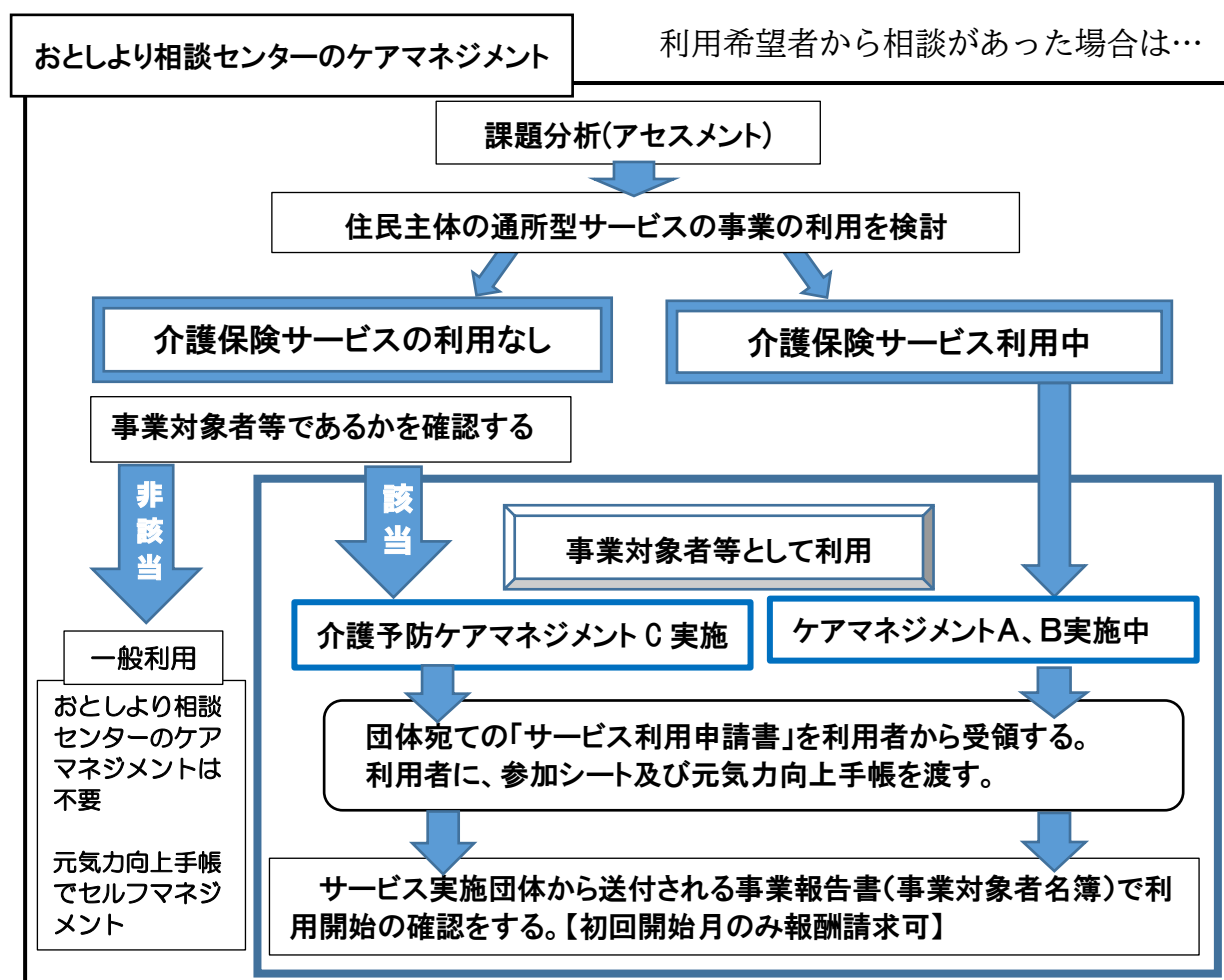 おとしより相談センターのケアマネジメント
利用希望者から相談があった場合は…
課題分析(アセスメント)
住民主体の通所型サービスの事業の利用を検討
介護保険サービスの利用なし
介護保険サービス利用中
事業対象者等であるかを確認する
非該当
該当
事業対象者等として利用
介護予防ケアマネジメントC実施
ケアマネジメントA、B実施中
一般利用
おとしより相談
センターのケア
マネジメントは
不要
元気力向上手帳
でセルフマネジ
メント
団体宛ての「サービス利用申請書」を利用者から受領する。
利用者に、参加シート及び元気力向上手帳を渡す。
サービス実施団体から送付される事業報告書(事業対象者名簿)で利
用開始の確認をする。【初回開始月のみ報酬請求可】